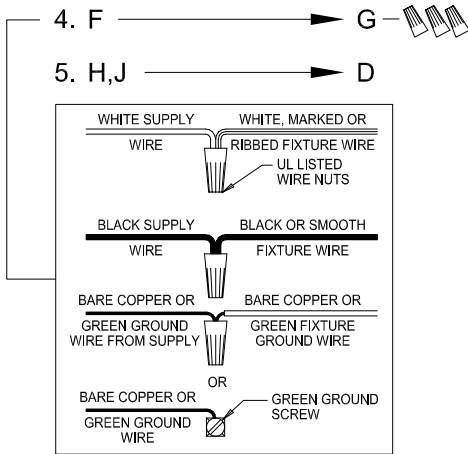 4. F G
5. H,J D
WHITE SUPPLY WHITE, MARKED OR
WIRE RIBBED FIXTURE WIRE
UL LISTED
WIRE NUTS
BLACK SUPPLY BLACK OR SMOOTH
WIRE FIXTURE WIRE
BARE COPPER OR BARE COPPER OR
GREEN GROUND GREEN FIXTURE
WIRE FROM SUPPLY GROUND WIRE
OR
BARE COPPER OR GREEN GROUND
GREEN GROUND SCREW
WIRE